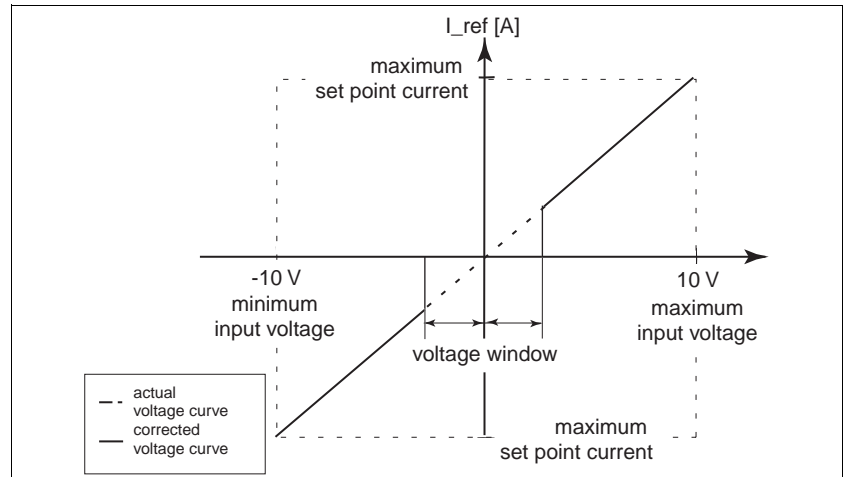 I_ref [A]
maximum
set point current
-10 V
minimum
input voltage
10 V
maximum
input voltage
voltage window
actual
voltage curve
corrected
voltage curve
maximum
set point current